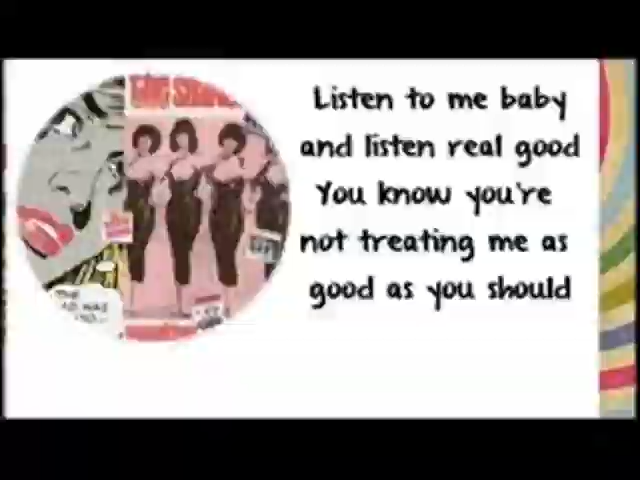 Listen to me baby
and listen real good
You know you're
not treating me as
good as you should